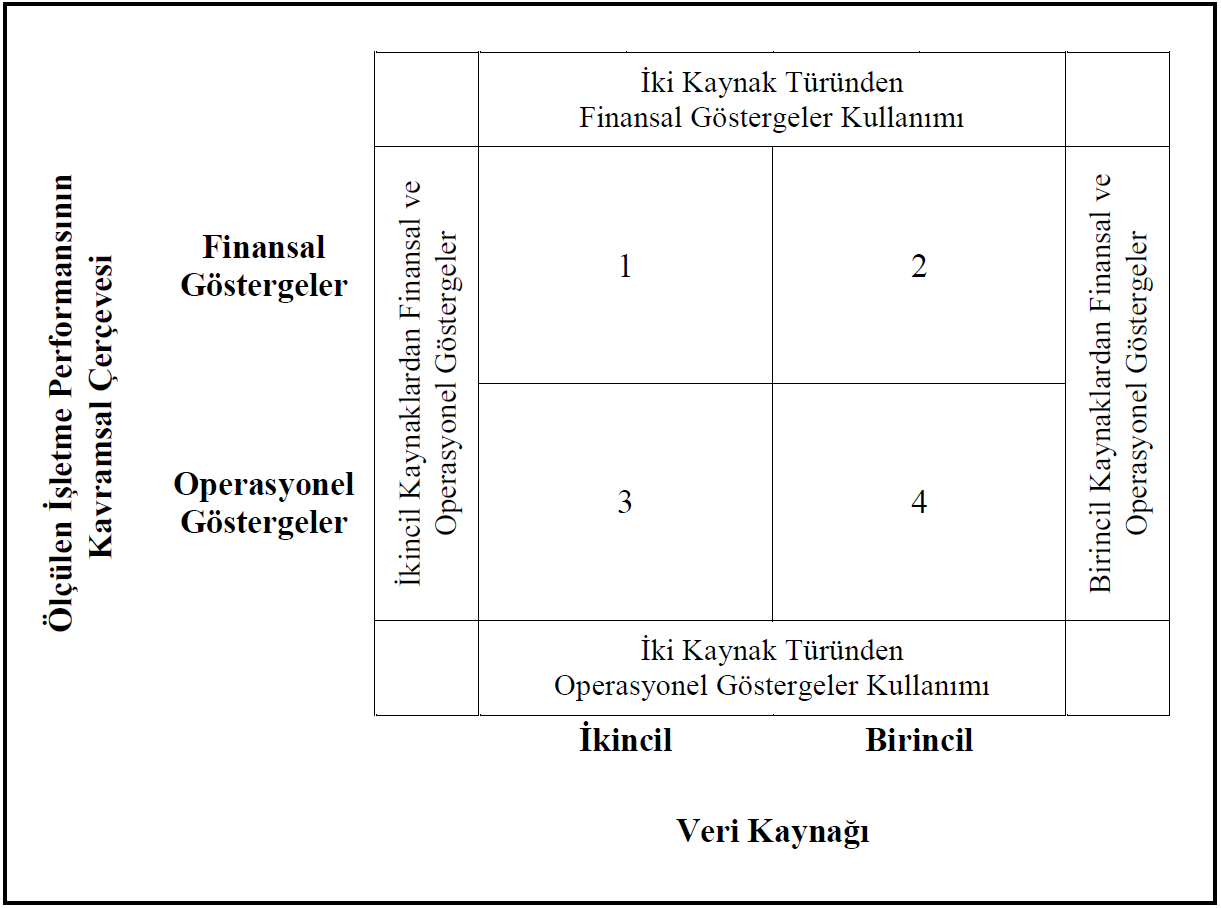 İki Kaynak Türünden
Finansal Göstergeler Kullanımı
Ölçülen İşletme Performansının
Kavramsal Çerçevesi
Finansal
Göstergeler
İkincil Kaynaklardan Finansal ve
Operasyonel Göstergeler
1
2
Birincil Kaynaklardan Finansal ve
Operasyonel Göstergeler
Operasyonel
Göstergeler
3
4
İki Kaynak Türünden
Operasyonel Göstergeler Kullanımı
İkincil
Birincil
Veri Kaynağı